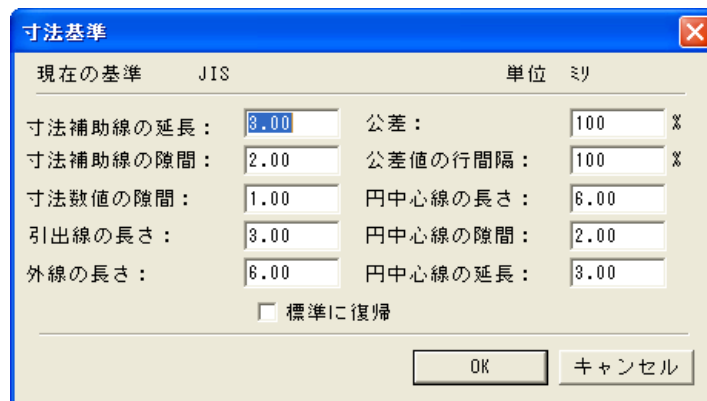 寸法基準
現在の基準 JIS 単位 ミリ
寸法補助線の延長： 3.00 公差： 100 %
寸法補助線の隙間： 2.00 公差値の行間隔： 100 %
寸法数値の隙間： 1.00 円中心線の長さ： 6.00
引出線の長さ： 3.00 円中心線の隙間： 2.00
外線の長さ： 6.00 円中心線の延長： 3.00
標準に復帰
OK キャンセル